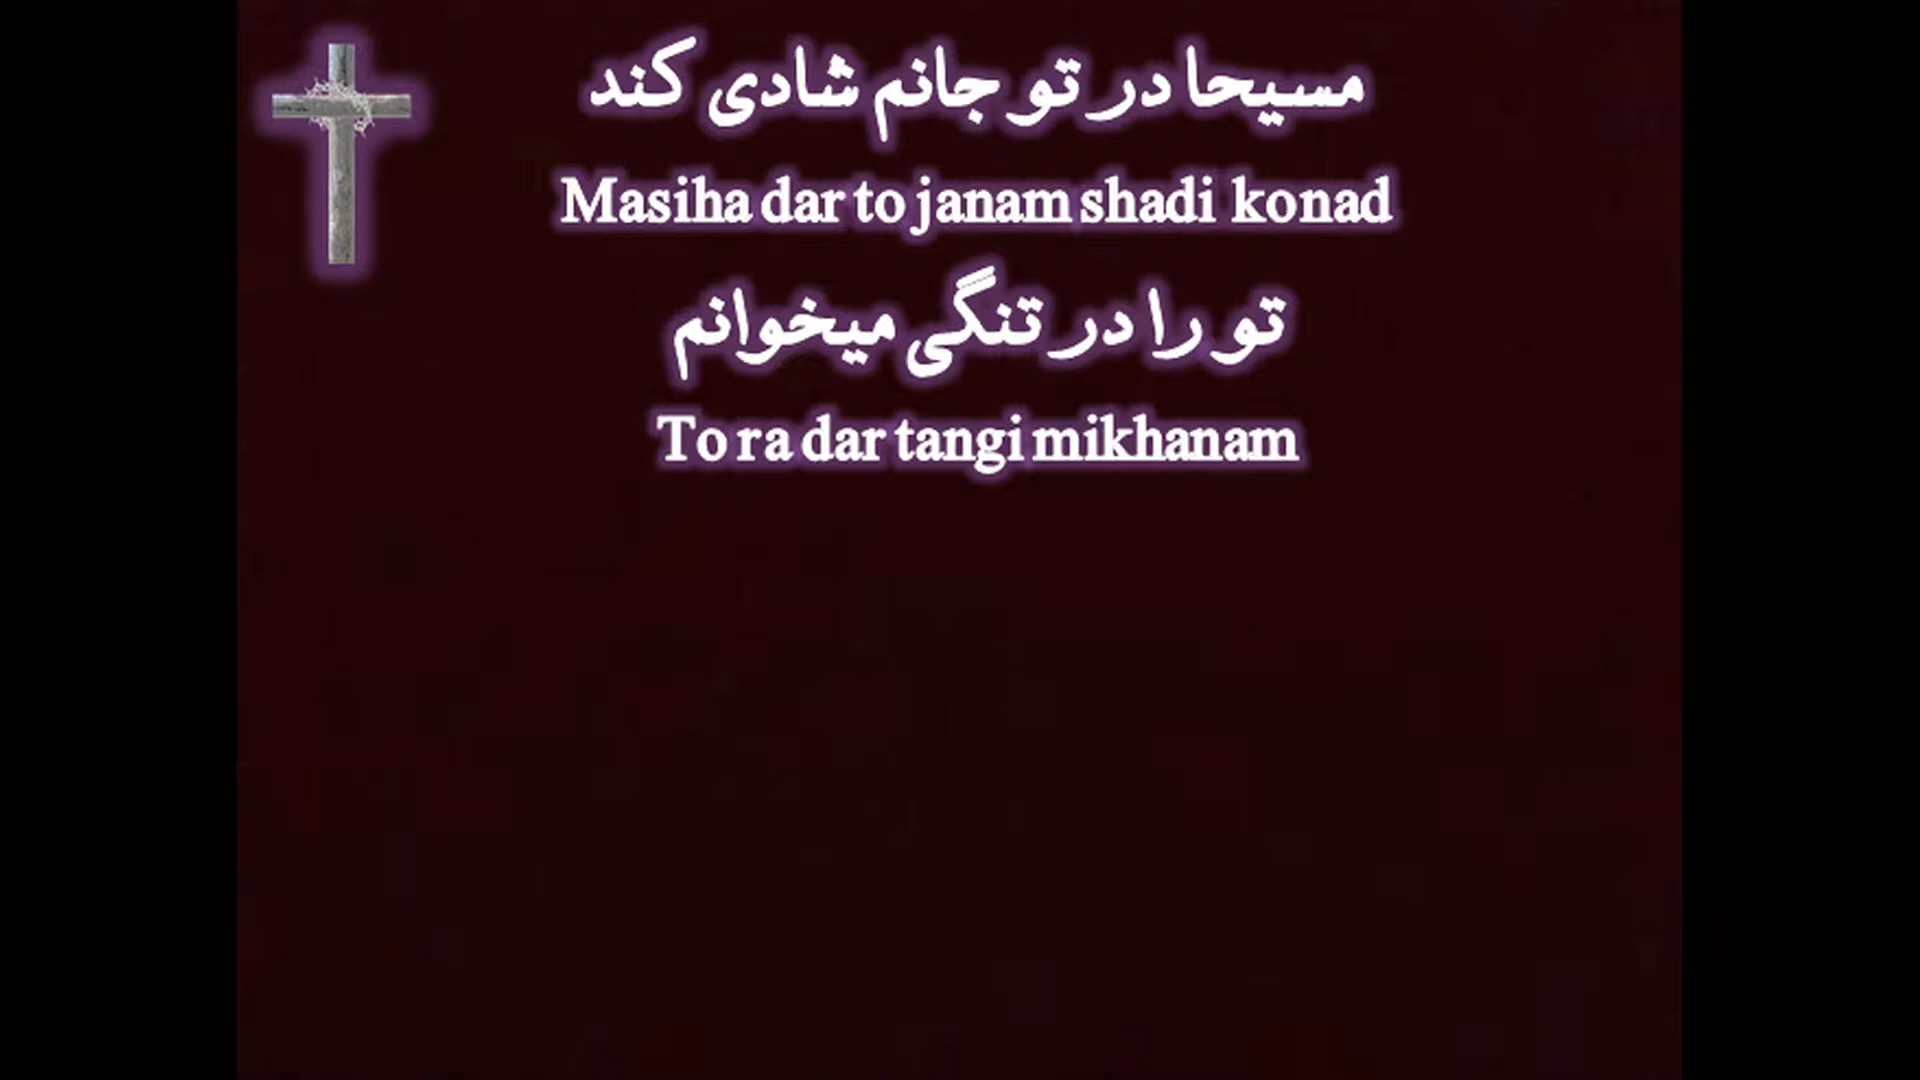 مسیحا در تو جانم شادی کند
Masiha dar to janam shadi konad
تو را در تنگی میخوانم
To ra dar tangi mikhanam